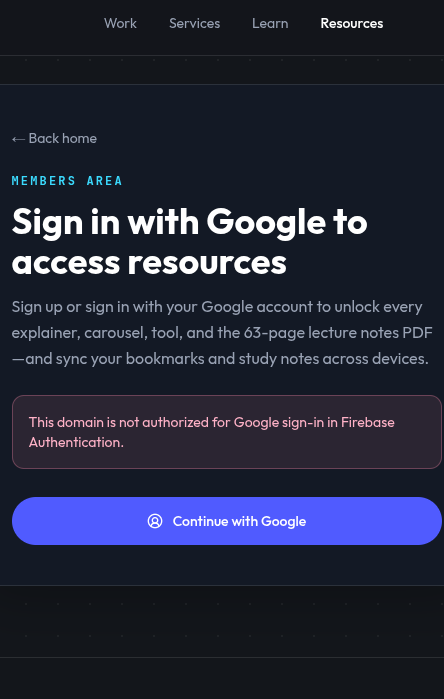 Work Services Learn Resources
← Back home
MEMBERS AREA
Sign in with Google to
access resources
Sign up or sign in with your Google account to unlock every
explainer, carousel, tool, and the 63-page lecture notes PDF
—and sync your bookmarks and study notes across devices.
This domain is not authorized for Google sign-in in Firebase
Authentication.
Continue with Google